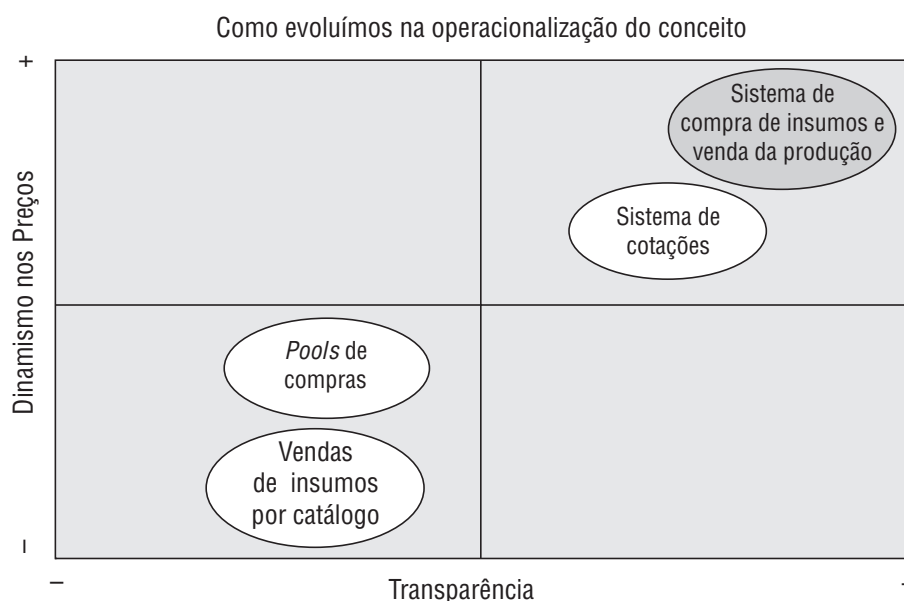 Como evoluímos na operacionalização do conceito
+
Dinamismo nos Preços
–
Sistema de
compra de insumos e
venda da produção
Sistema de
cotações
Pools de
compras
Vendas
de insumos
por catálogo
–
Transparência